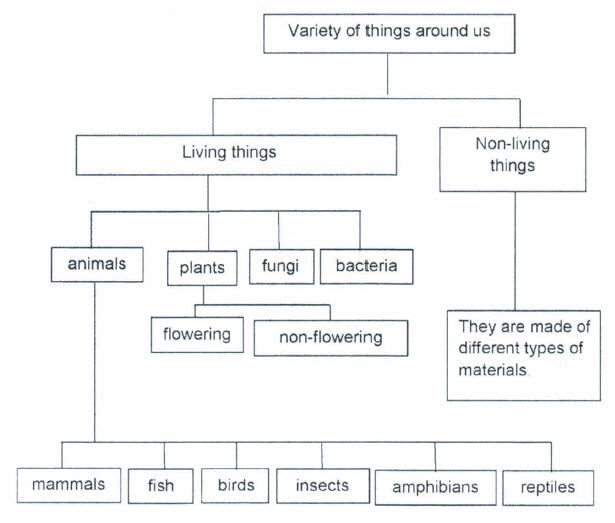 Variety of things around us
Living things
Non-living
things
animals
plants
fungi
bacteria
flowering
non-flowering
They are made of
different types of
materials.
mammals
fish
birds
insects
amphibians
reptiles